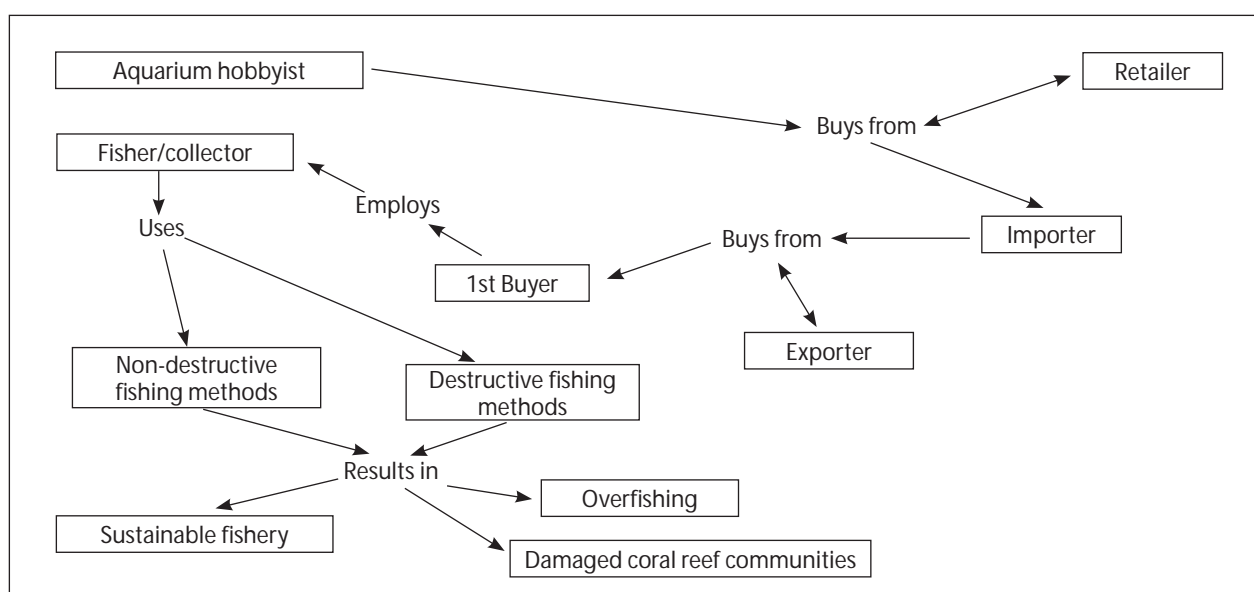 Aquarium hobbyist
Retailer
Buys from
Fisher/collector
Employs
Uses
Buys from
Importer
1st Buyer
Exporter
Non-destructive
fishing methods
Destructive fishing
methods
Results in
Overfishing
Sustainable fishery
Damaged coral reef communities